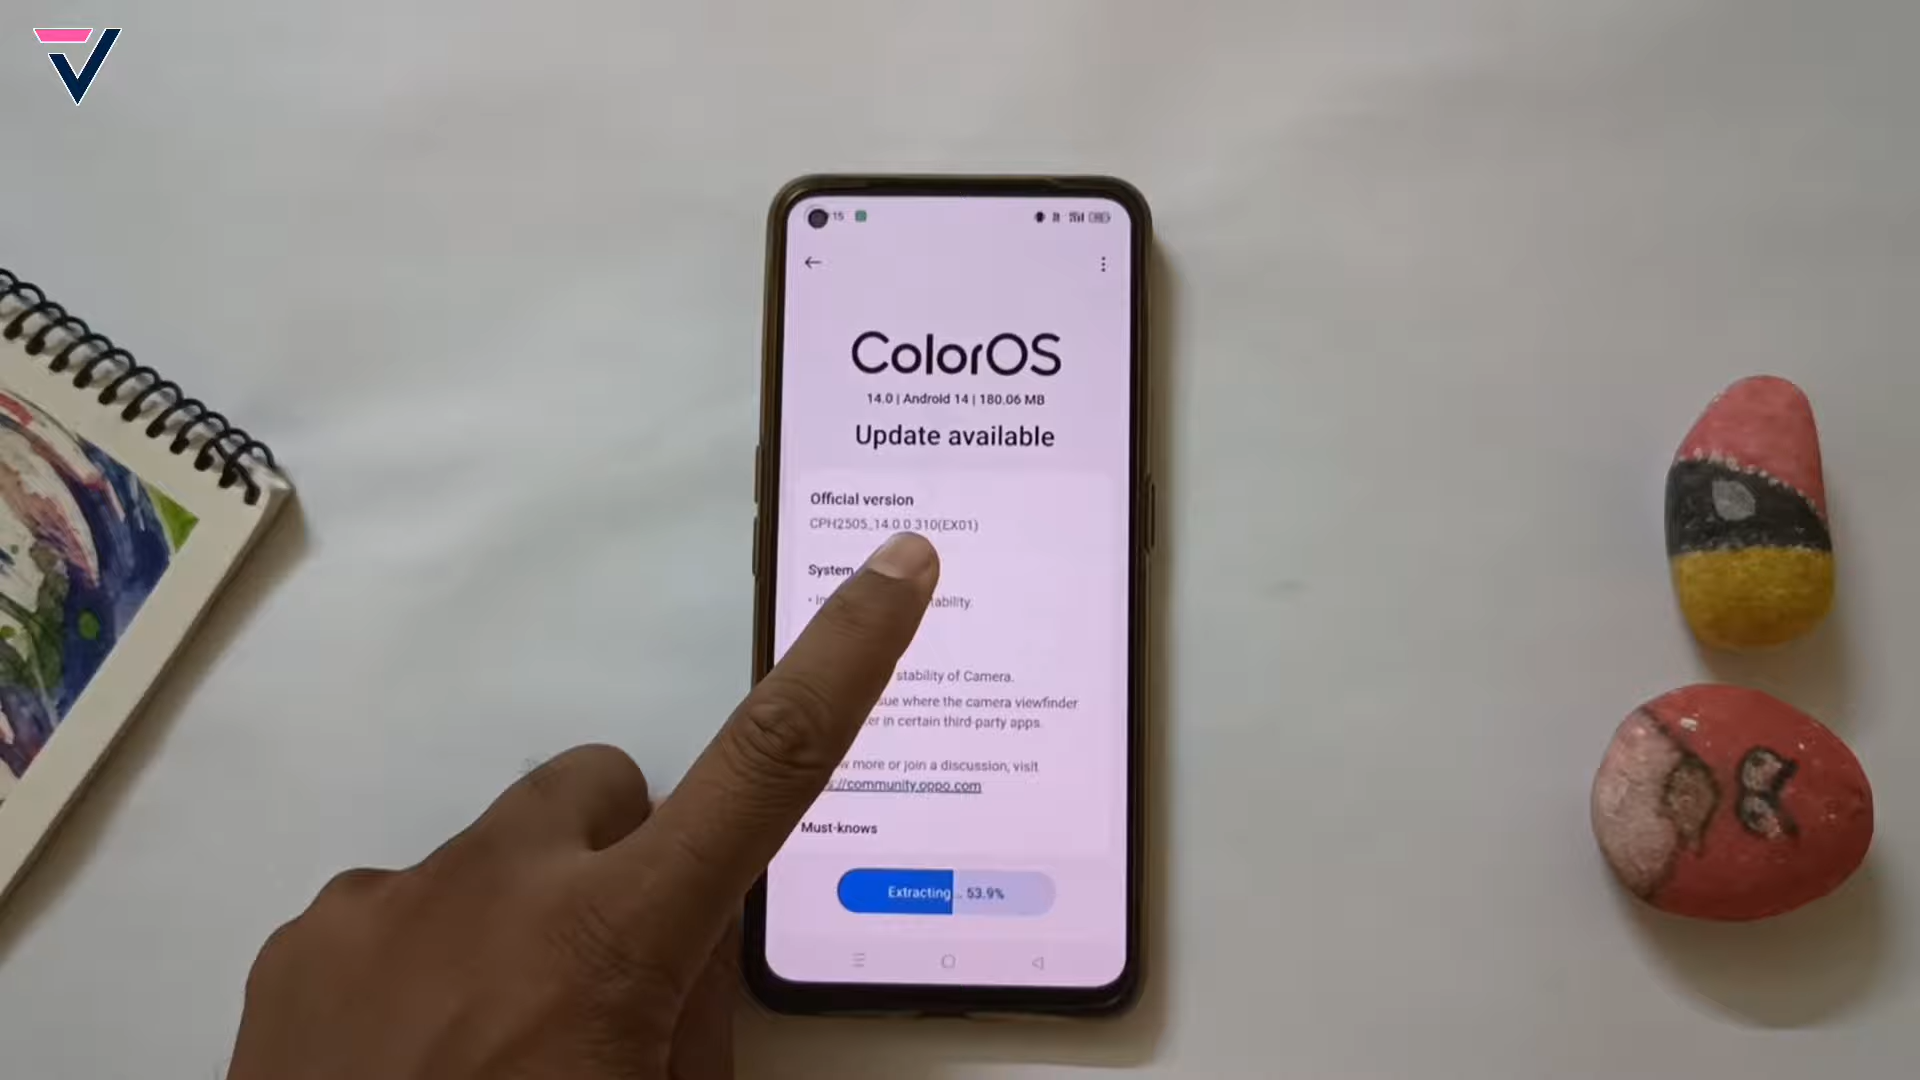 15
ColorOS
14.0 | Android 14 | 180.06 MB
Update available
Official version
CPH2505_14.0.0.310(EX01)
System
stability of Camera.
where the camera viewfinder
in certain third-party apps.
more or join a discussion, visit
//community.oppo.com
Must-knows
Extracting... 53.9%